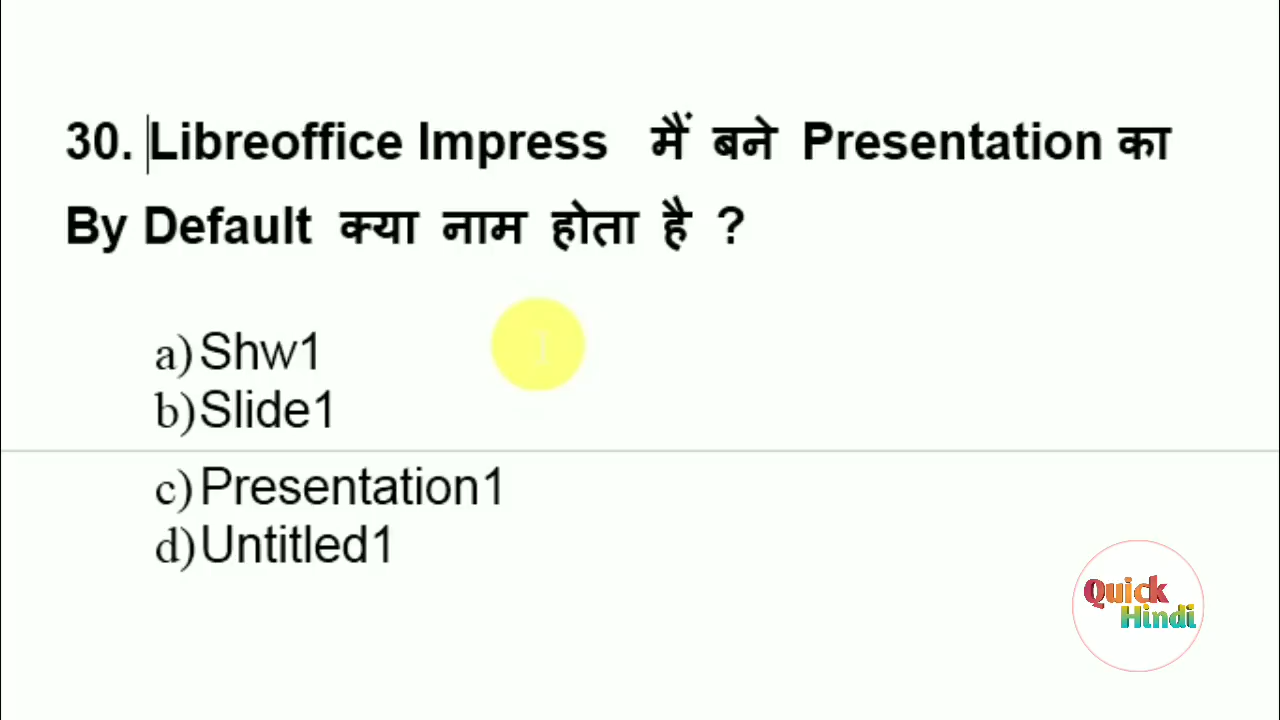 30. Libreoffice Impress मैं बने Presentation का
By Default क्या नाम होता है ?
a) Shw1
b) Slide1
c) Presentation1
d) Untitled1
Quick
Hindi